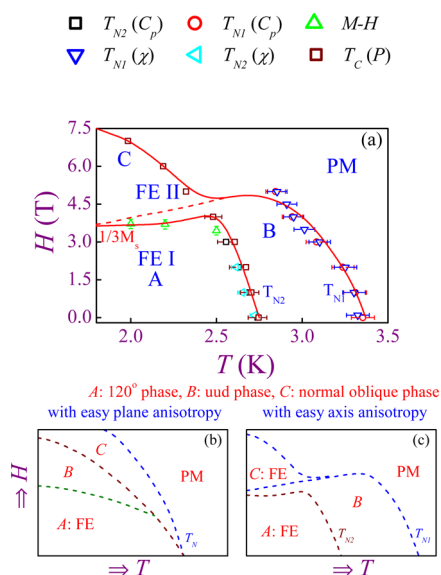 T_N2 (C_p) T_N1 (C_p) M-H
T_N1 (χ) T_N2 (χ) T_C (P)
7.5
6.0
4.5
3.0
1.5
0.0
H (T)
(a)
C
PM
FE II
B
1/3M_s
FE I
A
T_N2
T_N1
2.0 2.5 3.0 3.5
T (K)
A: 120° phase, B: uud phase, C: normal oblique phase
with easy plane anisotropy with easy axis anisotropy
(b)
C
PM
B
A: FE
T_N
⇒ H
⇒ T
(c)
PM
C: FE
B
A: FE
T_N2
T_N1
⇒ T